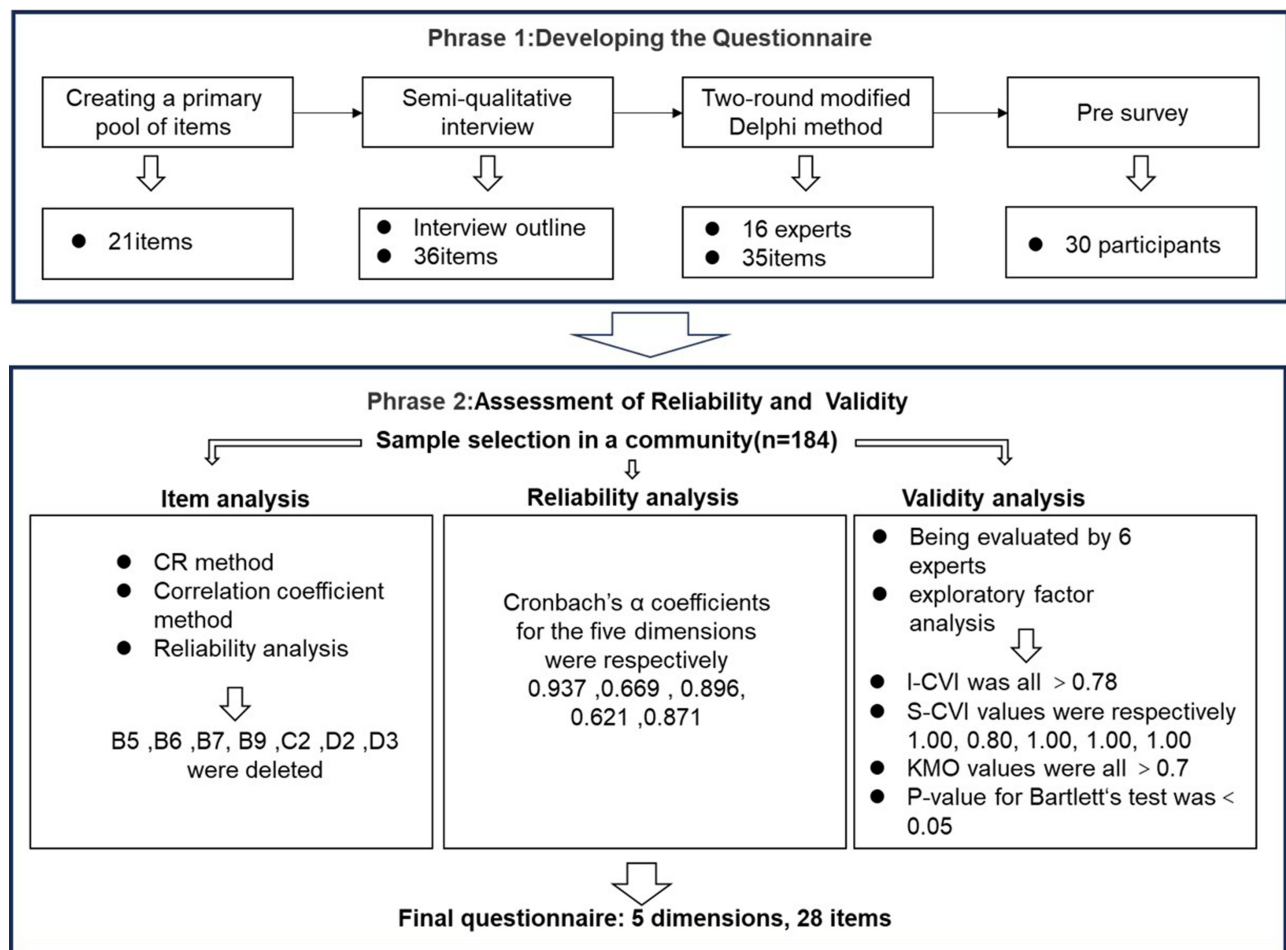 Phrase 1:Developing the Questionnaire
Creating a primary
pool of items
Semi-qualitative
interview
Two-round modified
Delphi method
Pre survey
● 21items
● Interview outline
● 36items
● 16 experts
● 35items
● 30 participants
Phrase 2:Assessment of Reliability and Validity
Sample selection in a community(n=184)
Item analysis
● CR method
● Correlation coefficient
method
● Reliability analysis
B5 ,B6 ,B7, B9 ,C2 ,D2 ,D3
were deleted
Reliability analysis
Cronbach's α coefficients
for the five dimensions
were respectively
0.937 ,0.669 , 0.896,
0.621 ,0.871
Validity analysis
● Being evaluated by 6
experts
● exploratory factor
analysis
● I-CVI was all > 0.78
● S-CVI values were respectively
1.00, 0.80, 1.00, 1.00, 1.00
● KMO values were all > 0.7
● P-value for Bartlett‘s test was <
0.05
Final questionnaire: 5 dimensions, 28 items